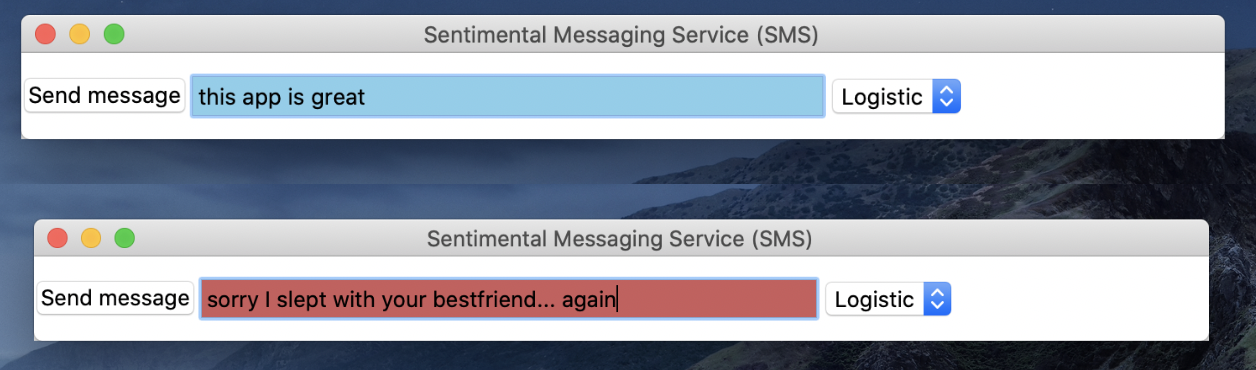 Sentimental Messaging Service (SMS)
Send message this app is great Logistic
Sentimental Messaging Service (SMS)
Send message sorry I slept with your bestfriend... again Logistic